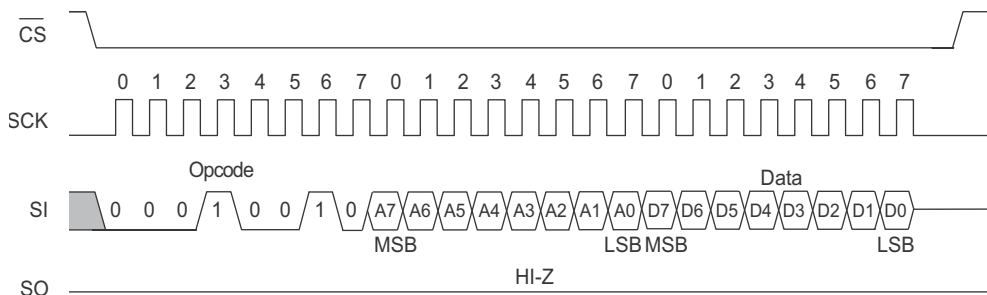 CS
0 1 2 3 4 5 6 7 0 1 2 3 4 5 6 7 0 1 2 3 4 5 6 7
SCK
Opcode
Data
SI 0 0 0 1 0 0 1 0 A7 A6 A5 A4 A3 A2 A1 A0 D7 D6 D5 D4 D3 D2 D1 D0
MSB LSB MSB LSB
HI-Z
SO